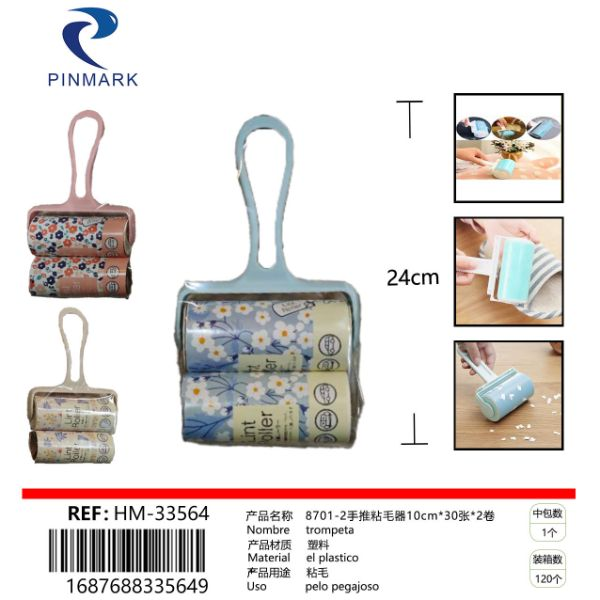 PINMARK
24cm
Lint
Roller
Lint
Roller
REF: HM-33564
1687688335649
产品名称 8701-2手推粘毛器10cm*30张*2卷
Nombre trompeta
产品材质 塑料
Material el plastico
产品用途 粘毛
Uso pelo pegajoso
中包数
1个
装箱数
120个